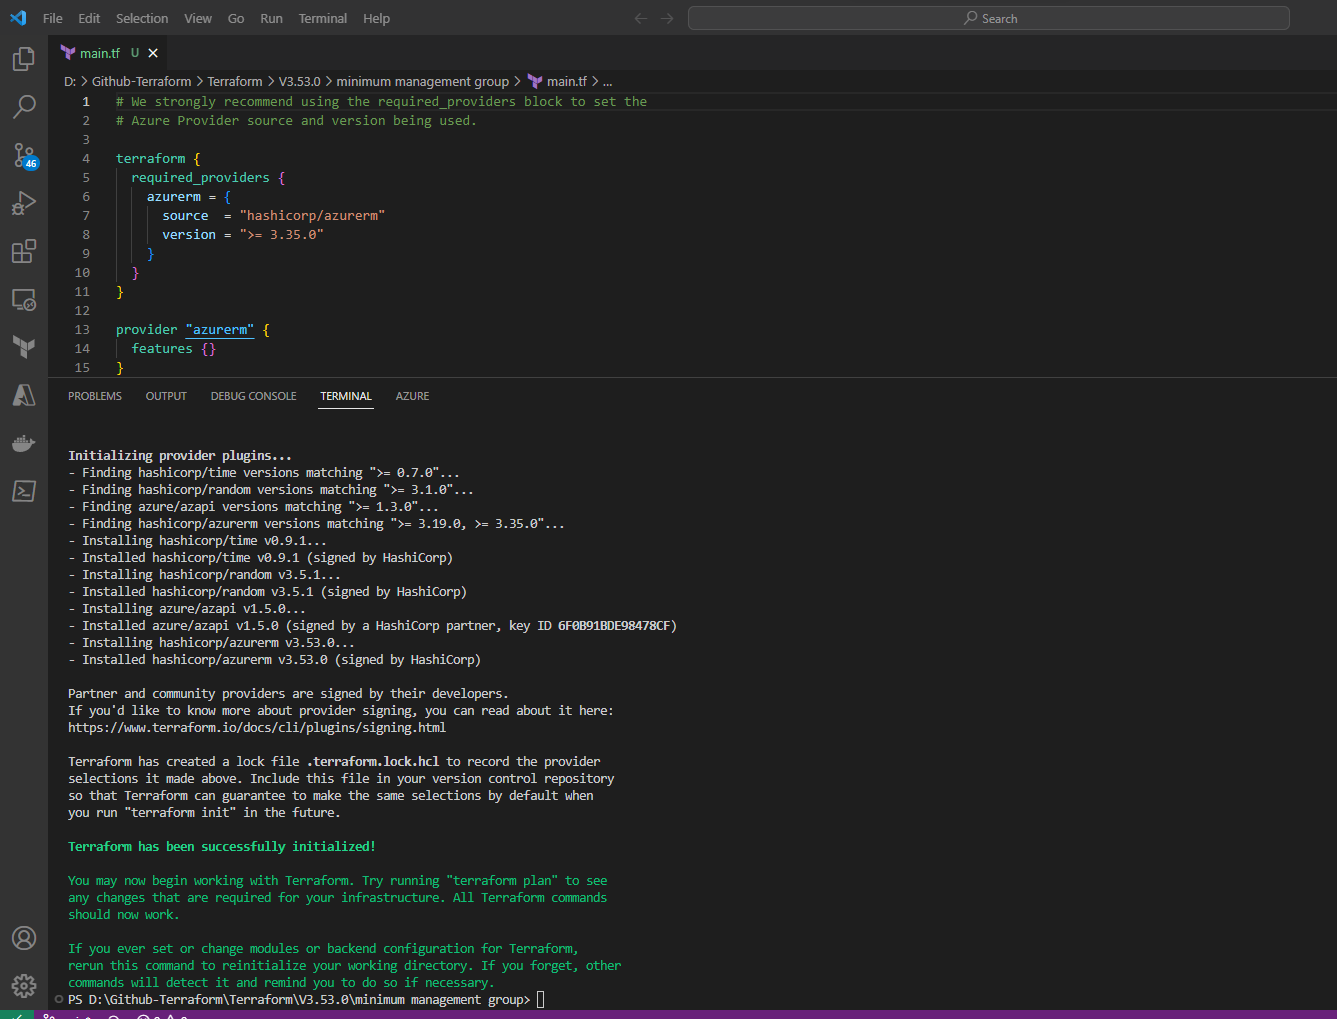 File Edit Selection View Go Run Terminal Help
Search
main.tf U
D: > Github-Terraform > Terraform > V3.53.0 > minimum management group > main.tf > ...
1 # We strongly recommend using the required_providers block to set the
2 # Azure Provider source and version being used.
3
4 terraform {
5 required_providers {
6 azurerm = {
7 source = "hashicorp/azurerm"
8 version = ">= 3.35.0"
9 }
10 }
11 }
12
13 provider "azurerm" {
14 features {}
15 }
46
PROBLEMS OUTPUT DEBUG CONSOLE TERMINAL AZURE
Initializing provider plugins...
- Finding hashicorp/time versions matching ">= 0.7.0"...
- Finding hashicorp/random versions matching ">= 3.1.0"...
- Finding azure/azapi versions matching ">= 1.3.0"...
- Finding hashicorp/azurerm versions matching ">= 3.19.0, >= 3.35.0"...
- Installing hashicorp/time v0.9.1...
- Installed hashicorp/time v0.9.1 (signed by HashiCorp)
- Installing hashicorp/random v3.5.1...
- Installed hashicorp/random v3.5.1 (signed by HashiCorp)
- Installing azure/azapi v1.5.0...
- Installed azure/azapi v1.5.0 (signed by a HashiCorp partner, key ID 6F0B91BDE98478CF)
- Installing hashicorp/azurerm v3.53.0...
- Installed hashicorp/azurerm v3.53.0 (signed by HashiCorp)
Partner and community providers are signed by their developers.
If you'd like to know more about provider signing, you can read about it here:
https://www.terraform.io/docs/cli/plugins/signing.html
Terraform has created a lock file .terraform.lock.hcl to record the provider
selections it made above. Include this file in your version control repository
so that Terraform can guarantee to make the same selections by default when
you run "terraform init" in the future.
Terraform has been successfully initialized!
You may now begin working with Terraform. Try running "terraform plan" to see
any changes that are required for your infrastructure. All Terraform commands
should now work.
If you ever set or change modules or backend configuration for Terraform,
rerun this command to reinitialize your working directory. If you forget, other
commands will detect it and remind you to do so if necessary.
PS D:\Github-Terraform\Terraform\V3.53.0\minimum management group>